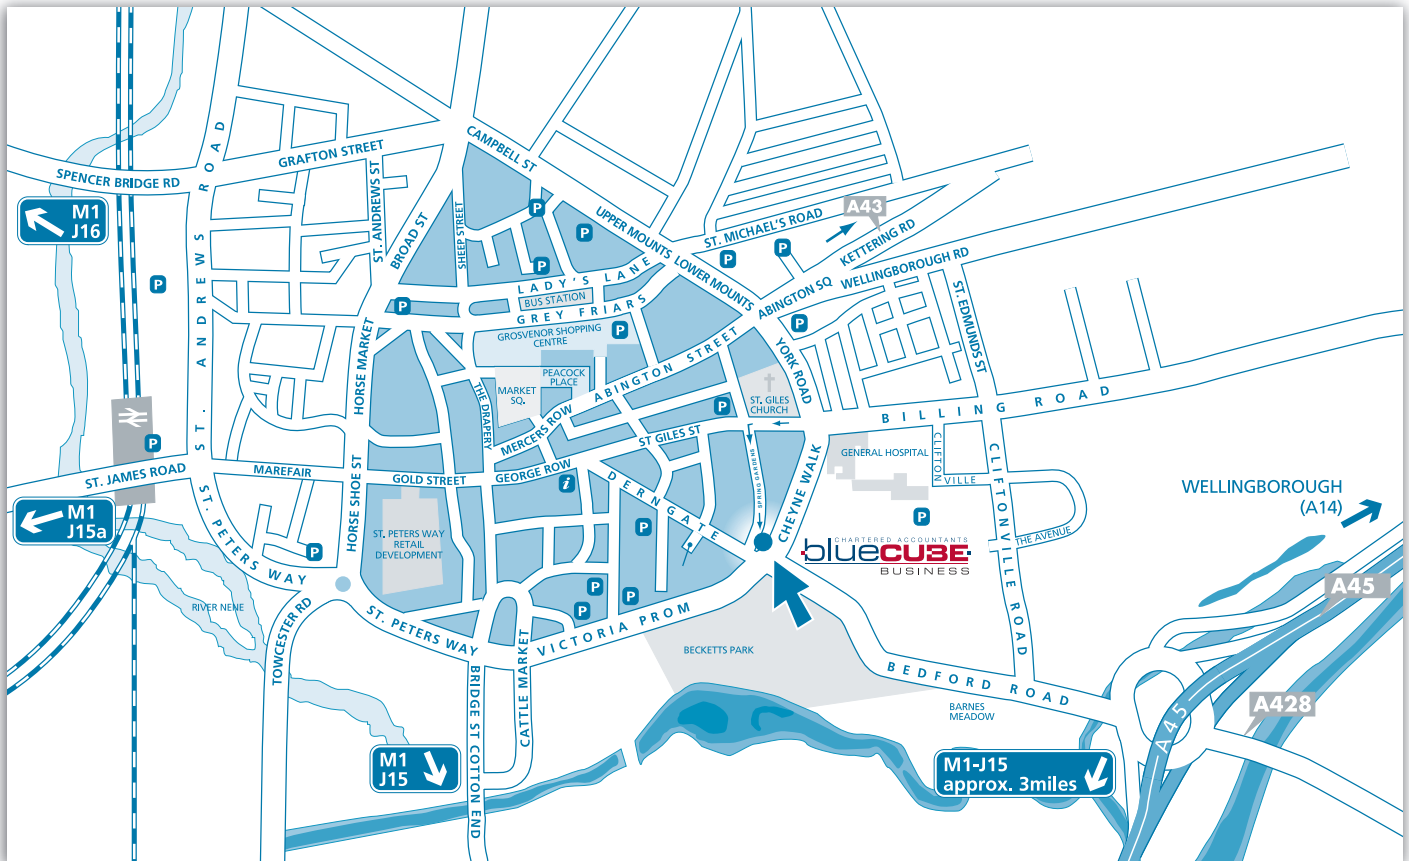 CAMPBELL ST
GRAFTON STREET
SPENCER BRIDGE RD
ST. ANDREWS ROAD
ST. ANDREWS ST
BROAD ST
SHEEP STREET
M1
J16
P
P
P
P
P
P
P
UPPER MOUNTS
ST. MICHAEL'S ROAD
A43
KETTERING RD
LOWER MOUNTS
ABINGTON SQ
WELLINGBOROUGH RD
LADY'S LANE
BUS STATION
GREY FRIARS
GROSVENOR SHOPPING
CENTRE
P
P
P
HORSE MARKET
PEACOCK
PLACE
MARKET
SQ.
THE DRAPERY
MERCERS ROW
ABINGTON STREET
YORK ROAD
ST. EDMUNDS ST
ST. GILES
CHURCH
P
BILLING ROAD
ST GILES ST
P
ST. JAMES ROAD
MAREFAIR
GOLD STREET
GEORGE ROW
i
DERNGATE
SPRING GARDENS
CHEYNE WALK
GENERAL HOSPITAL
CLIFTON
VILLE
CLIFTONVILLE ROAD
THE AVENUE
P
WELLINGBOROUGH
(A14)
M1
J15a
ST. PETERS WAY
HORSE SHOE ST
P
ST. PETERS WAY
RETAIL
DEVELOPMENT
P
CHARTERED ACCOUNTANTS
blueCUBE
BUSINESS
P
P
P
RIVER NENE
TOWCESTER RD
ST. PETERS WAY
VICTORIA PROM
CATTLE MARKET
BRIDGE ST COTTON END
BECKETTS PARK
BEDFORD ROAD
BARNES
MEADOW
A45
A45
A428
M1
J15
M1-J15
approx. 3miles